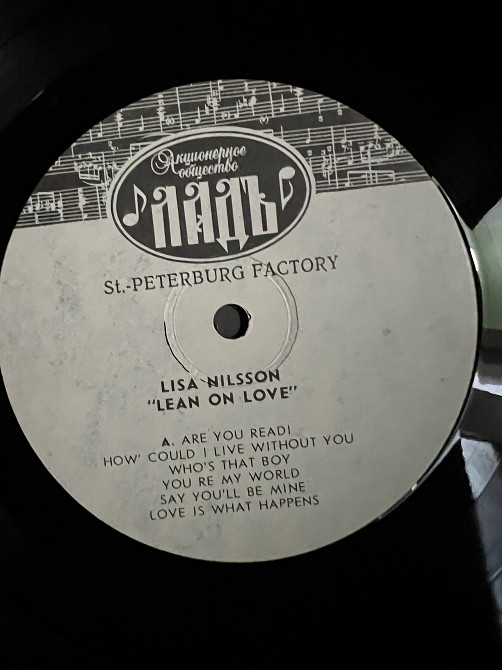 Акционерное
общество
ЛАДЪ
St.-PETERBURG FACTORY
LISA NILSSON
"LEAN ON LOVE"
A. ARE YOU READI
HOW' COULD I LIVE WITHOUT YOU
WHO'S THAT BOY
YOU RE MY WORLD
SAY YOU'LL BE MINE
LOVE IS WHAT HAPPENS